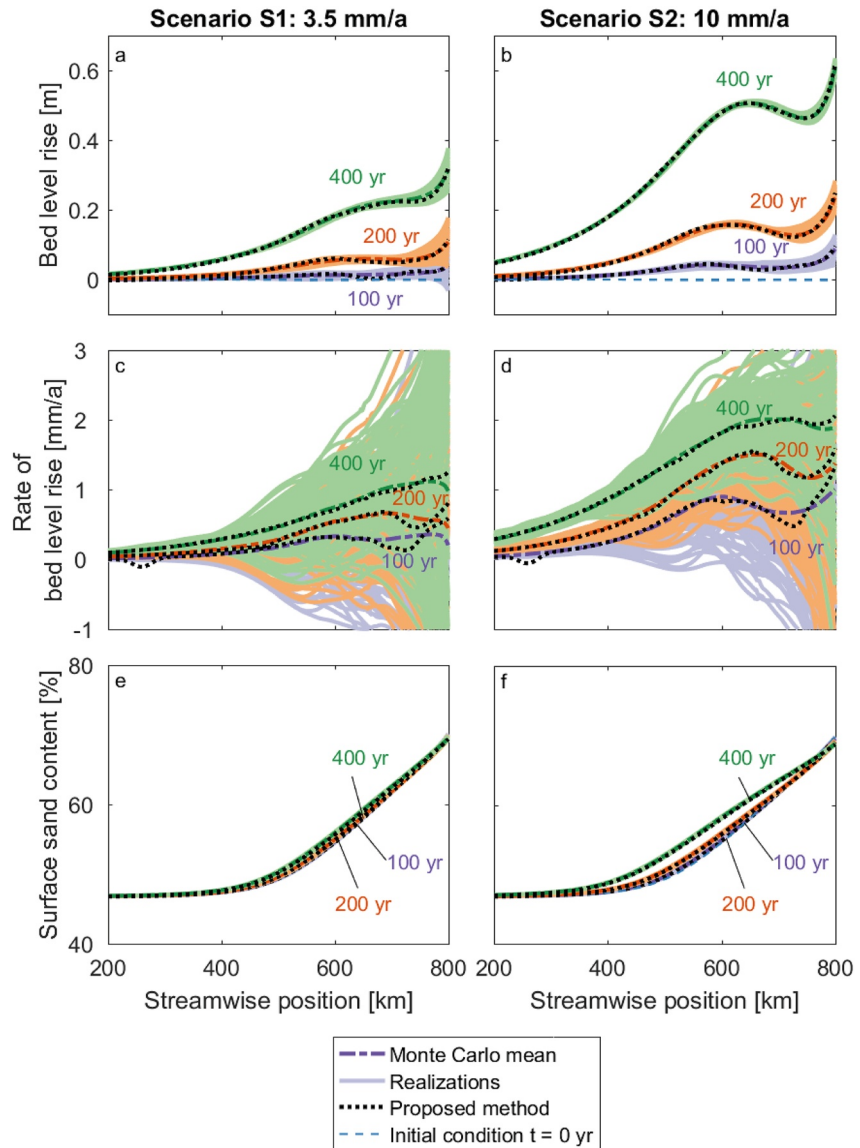 Scenario S1: 3.5 mm/a
Scenario S2: 10 mm/a
a
b
Bed level rise [m]
0.6
0.4
0.2
0
400 yr
200 yr
100 yr
400 yr
200 yr
100 yr
c
d
Rate of
bed level rise [mm/a]
3
2
1
0
-1
400 yr
200 yr
100 yr
400 yr
200 yr
100 yr
e
f
Surface sand content [%]
80
60
40
400 yr
100 yr
200 yr
400 yr
100 yr
200 yr
200 400 600 800
200 400 600 800
Streamwise position [km]
Streamwise position [km]
Monte Carlo mean
Realizations
Proposed method
Initial condition t = 0 yr